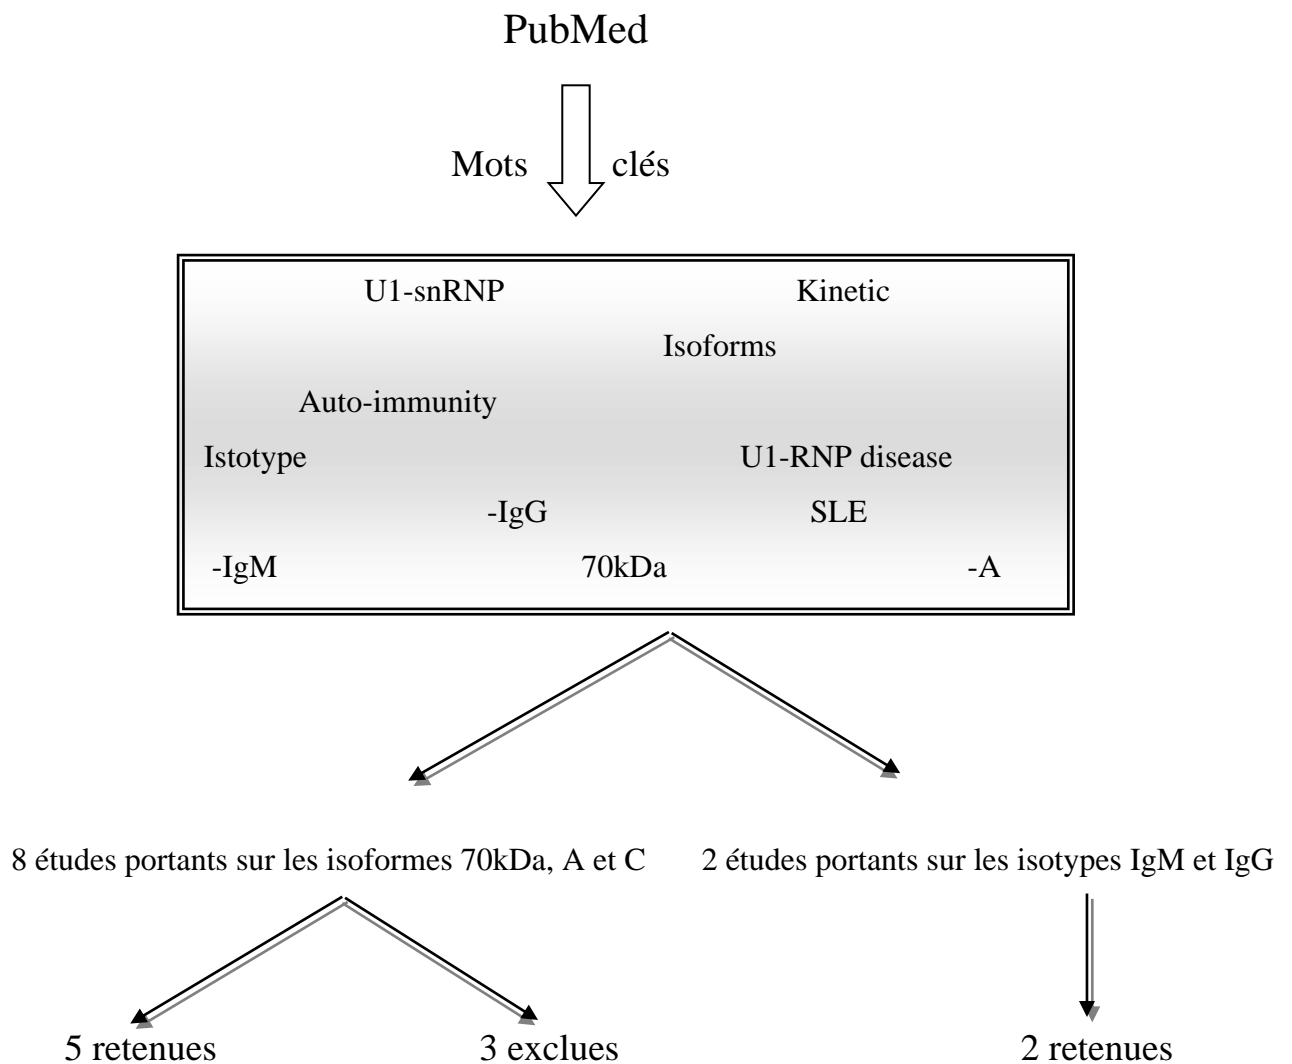 PubMed
Mots clés
U1-snRNP Kinetic
Isoforms
Auto-immunity
Istotype U1-RNP disease
-IgG SLE
-IgM 70kDa -A
8 études portants sur les isoformes 70kDa, A et C 2 études portants sur les isotypes IgM et IgG
5 retenues 3 exclues 2 retenues